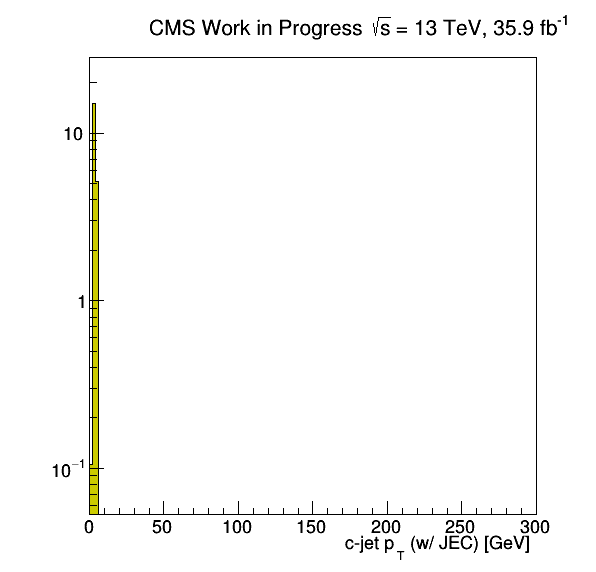 CMS Work in Progress √s = 13 TeV, 35.9 fb⁻¹
10
1
10⁻¹
0 50 100 150 200 250 300
c-jet p_T (w/ JEC) [GeV]